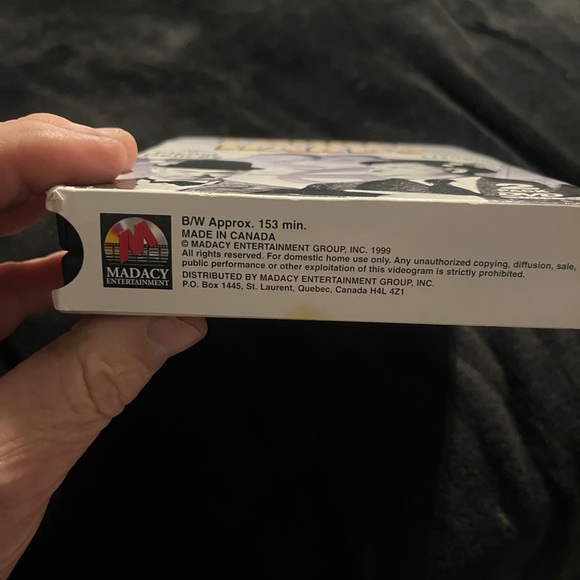 MADACY
ENTERTAINMENT
B/W Approx. 153 min.
MADE IN CANADA
© MADACY ENTERTAINMENT GROUP, INC. 1999
All rights reserved. For domestic home use only. Any unauthorized copying, diffusion, sale,
public performance or other exploitation of this videogram is strictly prohibited.
DISTRIBUTED BY MADACY ENTERTAINMENT GROUP, INC.
P.O. Box 1445, St. Laurent, Quebec, Canada H4L 4Z1